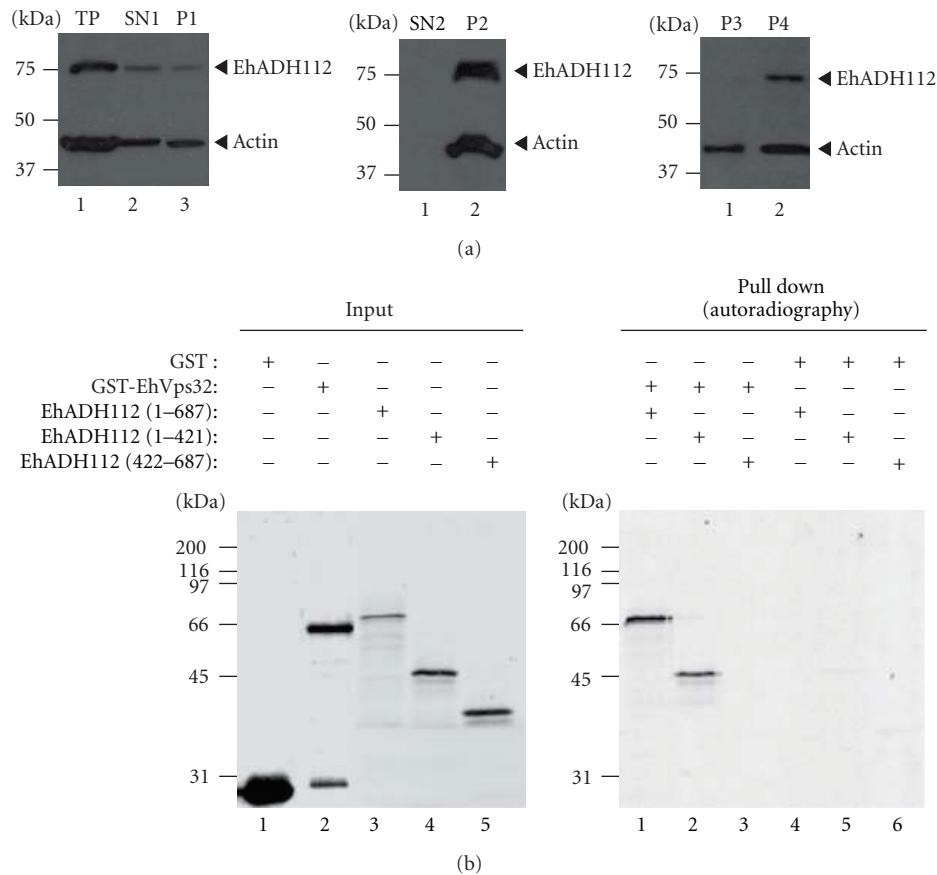 (kDa) TP SN1 P1
75
50
37
EhADH112
Actin
1 2 3
(kDa) SN2 P2
75
50
37
EhADH112
Actin
1 2
(kDa) P3 P4
75
50
37
EhADH112
Actin
1 2
(a)
Input
Pull down
(autoradiography)
GST : + − − − − − − − + + +
GST-EhVps32: − + − − − + + + − − −
EhADH112 (1–687): − − + − − + − − + − −
EhADH112 (1–421): − − − + − − + − − + −
EhADH112 (422–687): − − − − + − − + − − +
(kDa)
200
116
97
66
45
31
1 2 3 4 5
(kDa)
200
116
97
66
45
31
1 2 3 4 5 6
(b)